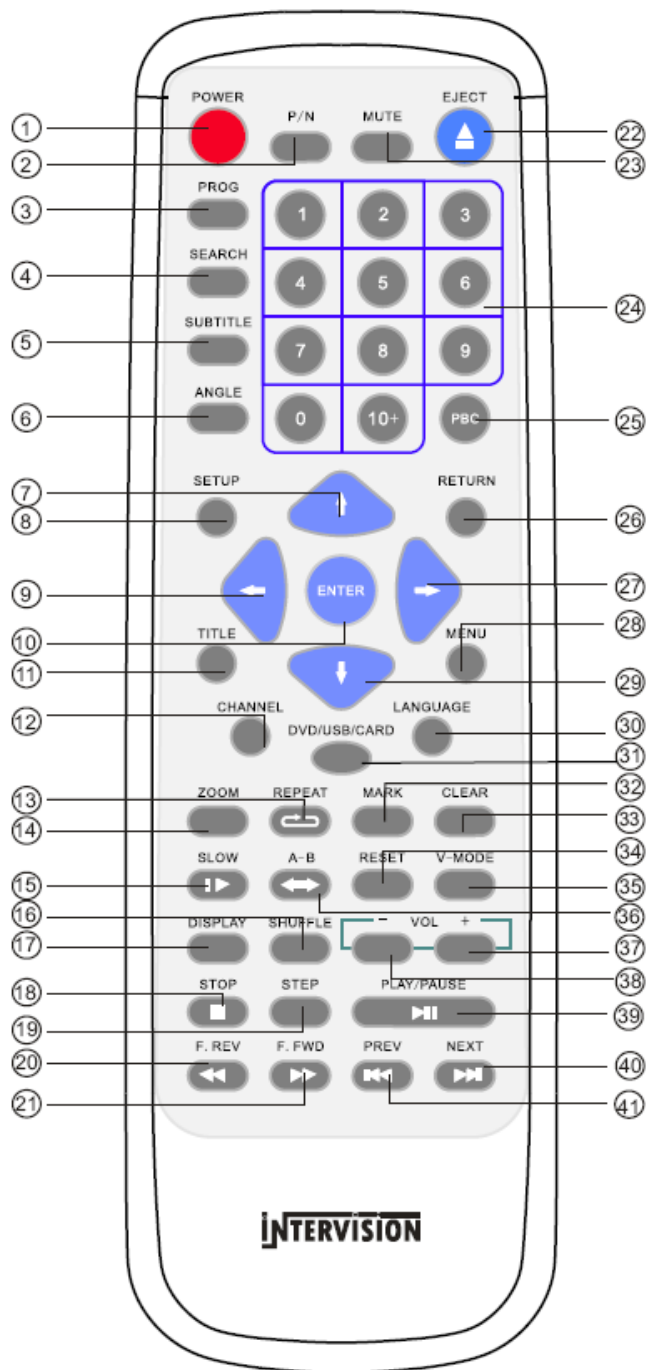 POWER EJECT
P/N MUTE
① ㉒
② ㉓
PROG
③ 1 2 3
SEARCH
④ 4 5 6 ㉔
SUBTITLE
⑤ 7 8 9
ANGLE
⑥ 0 10+ PBC ㉕
SETUP RETURN
⑦
⑧ ㉖
⑨ ENTER ㉗
⑩ ㉘
TITLE MENU
⑪ ㉙
CHANNEL LANGUAGE
⑫ ㉚
DVD/USB/CARD
㉛
ZOOM REPEAT MARK CLEAR
⑬ ㉜
⑭ ㉝
SLOW A-B RESET V-MODE
㉞
⑮ ㉟
⑯ ㊱
DISPLAY SHUFFLE - VOL +
⑰ ㊲
㊳
STOP STEP PLAY/PAUSE
⑱
⑲ ㊴
F. REV F. FWD PREV NEXT
⑳ ㊵
㉑ ㊶
INTERVISION